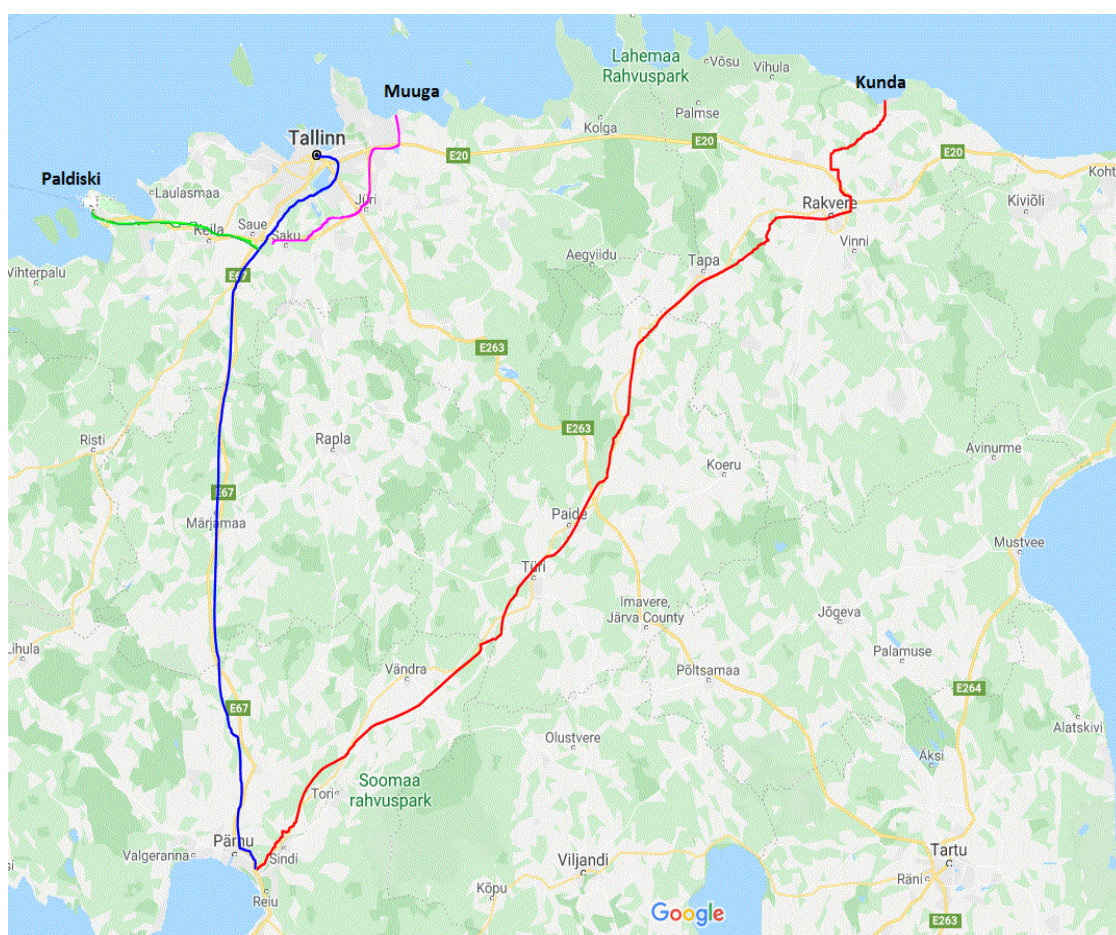 Lahemaa
Rahvuspark
Võsu
Vihula
Muuga
Kunda
Palmse
Kolga
Tallinn
E20
E20
E20
Paldiski
Laulasmaa
Jüri
Rakvere
Kiviõli
Koht
Keila
Saue
Saku
Vinni
Aegviidu
Tapa
Vihterpalu
E67
E263
E263
Risti
Rapla
Koeru
Avinurme
E67
Märjamaa
Paide
Mustvee
Türi
Imavere,
Järva County
Jõgeva
Lihula
Vändra
Põltsamaa
Palamuse
E264
E67
Olustvere
Alatskivi
Äksi
Soomaa
rahvuspark
Tori
Pärnu
Valgeranna
Sindi
Viljandi
Tartu
Räni
Reiu
Kõpu
Google
E263